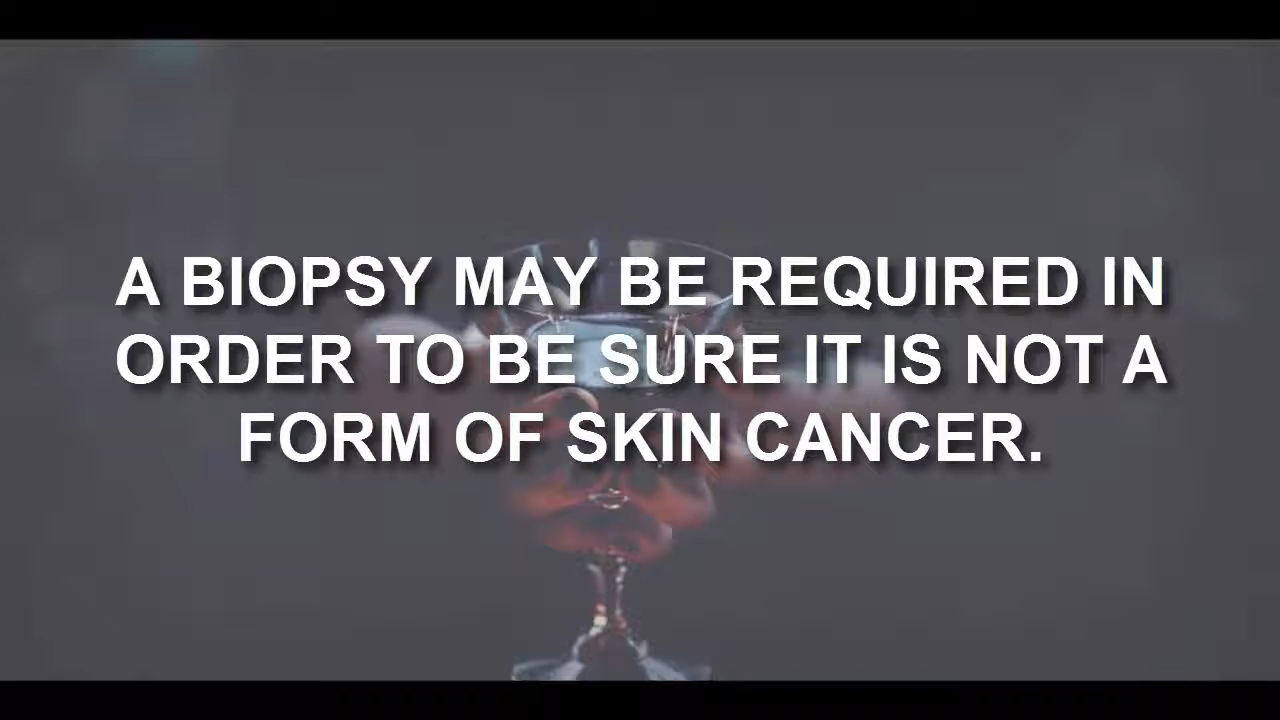 A BIOPSY MAY BE REQUIRED IN
ORDER TO BE SURE IT IS NOT A
FORM OF SKIN CANCER.